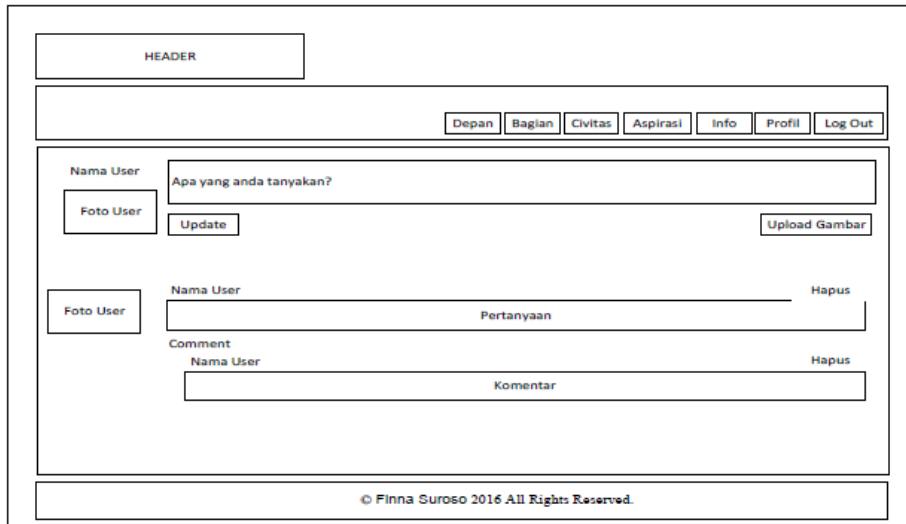 HEADER
Depan Bagian Civitas Aspirasi Info Profil Log Out
Nama User
Apa yang anda tanyakan?
Foto User
Update Upload Gambar
Nama User Hapus
Foto User
Pertanyaan
Comment
Nama User Hapus
Komentar
© Finna Suroso 2016 All Rights Reserved.